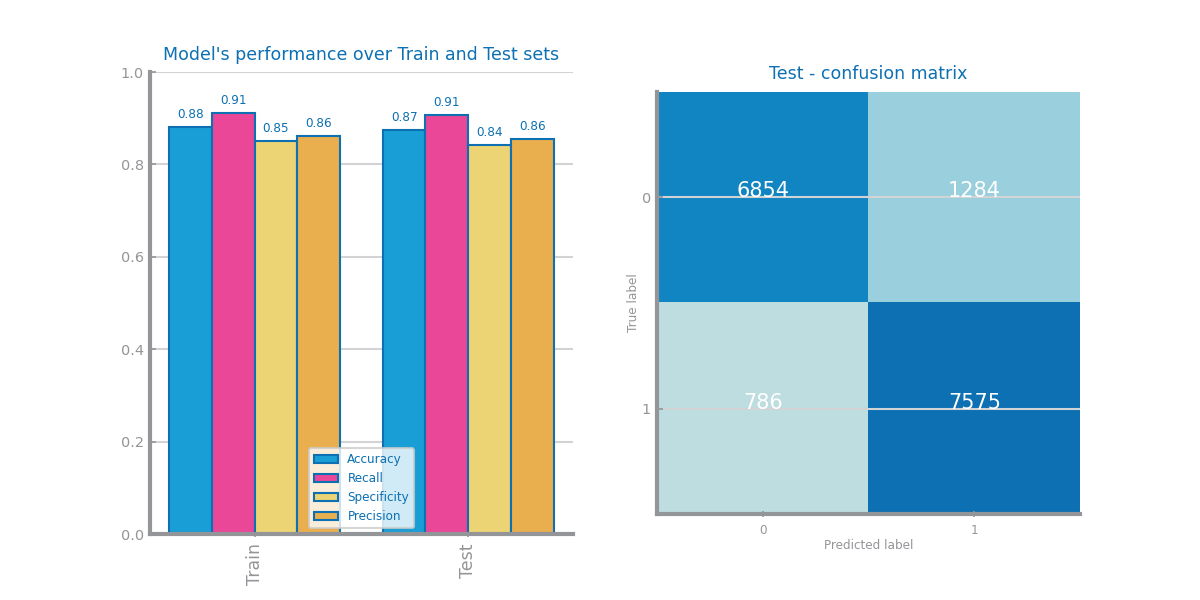 Model's performance over Train and Test sets
1.0
0.8
0.6
0.4
0.2
0.0
0.88
0.91
0.85
0.86
0.87
0.91
0.84
0.86
Accuracy
Recall
Specificity
Precision
Train
Test
Test - confusion matrix
True label
0
1
6854
1284
786
7575
0
1
Predicted label